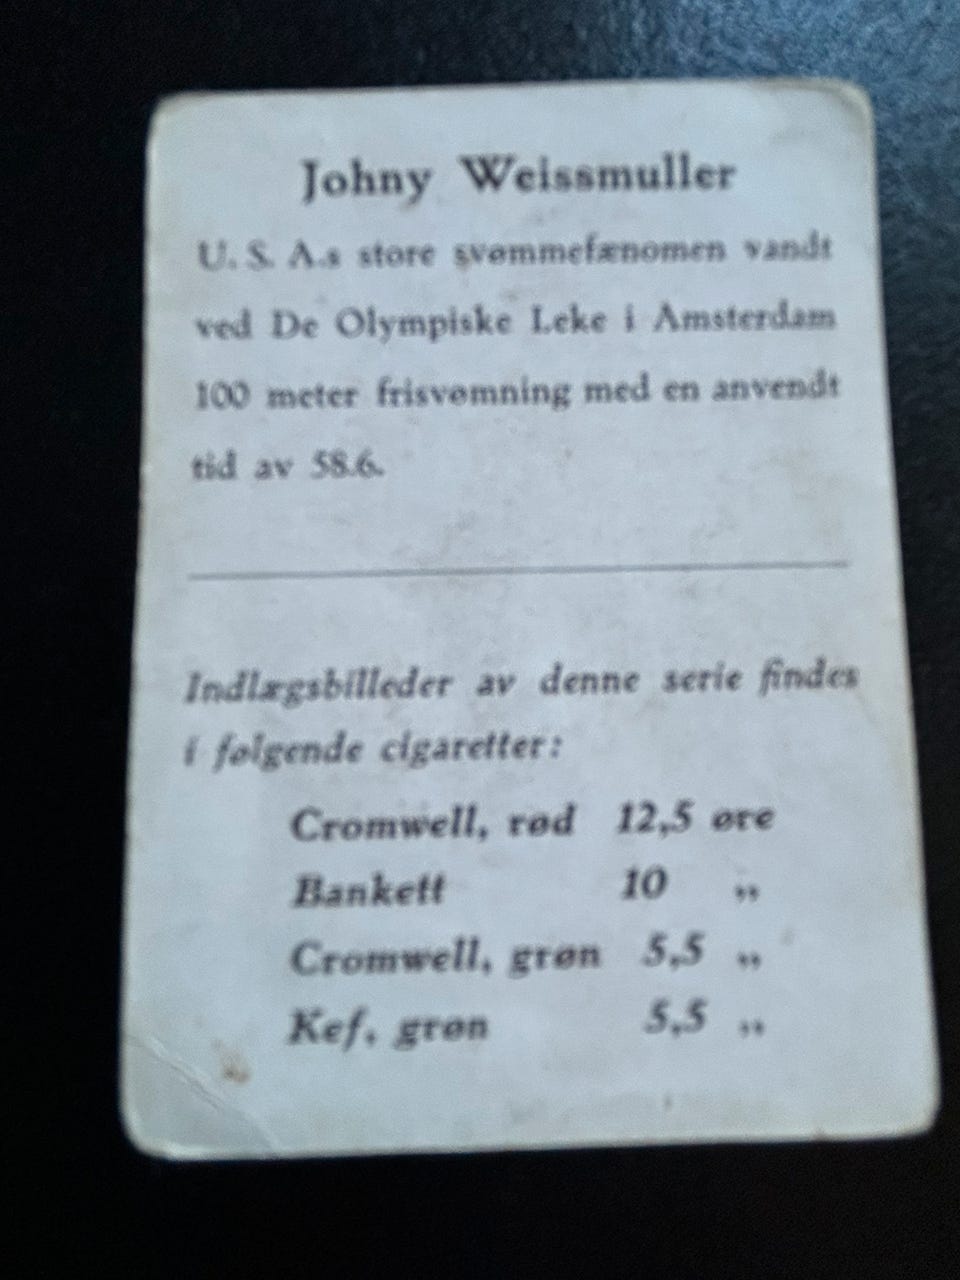 Johny Weissmuller
U. S. A.s store svømmefænomen vandt
ved De Olympiske Leke i Amsterdam
100 meter frisvømning med en anvendt
tid av 58.6.
Indlægsbilleder av denne serie findes
i følgende cigaretter:
Cromwell, rød 12,5 øre
Bankett 10 „
Cromwell, grøn 5,5 „
Kef, grøn 5,5 „